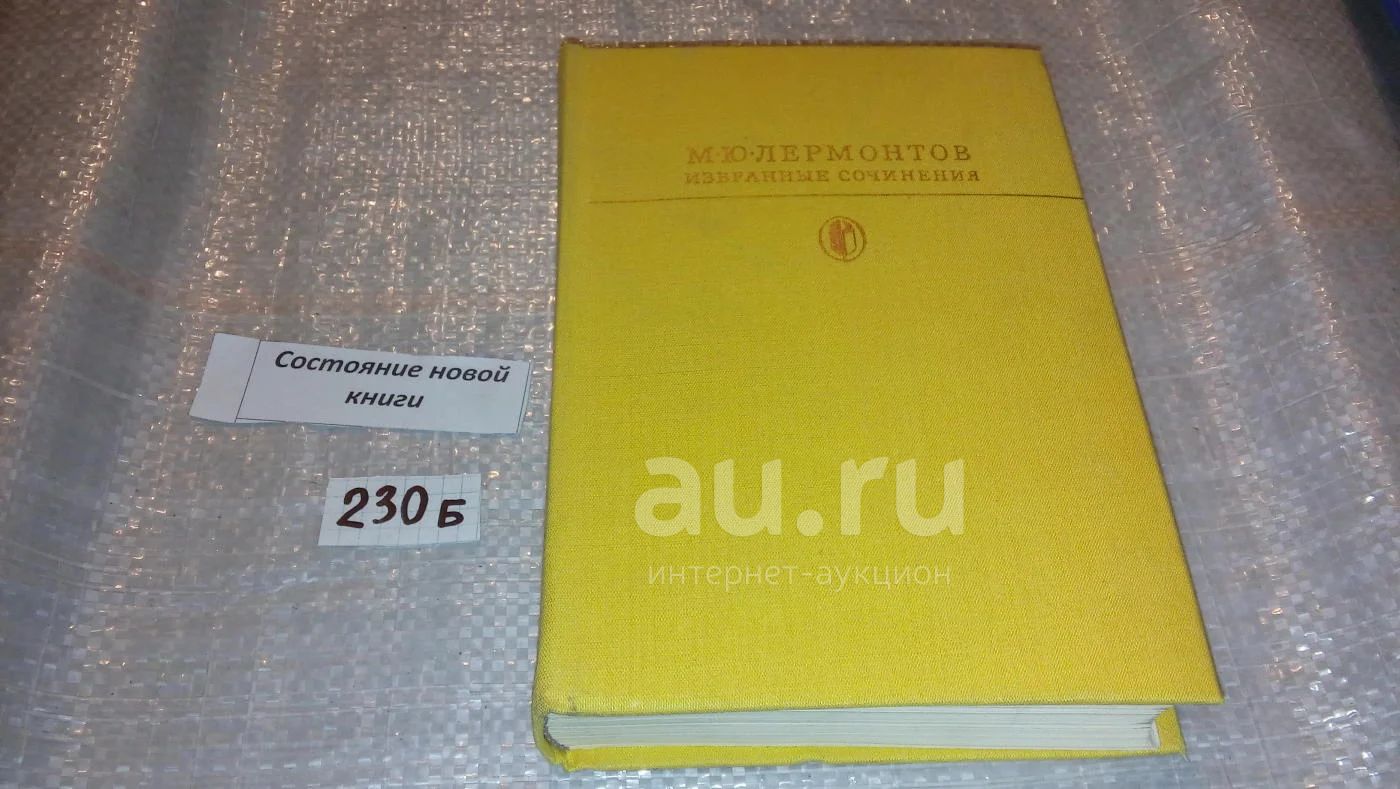 М·Ю·ЛЕРМОНТОВ
ИЗБРАННЫЕ СОЧИНЕНИЯ
Состояние новой
книги
230 Б
au.ru
интернет-аукцион